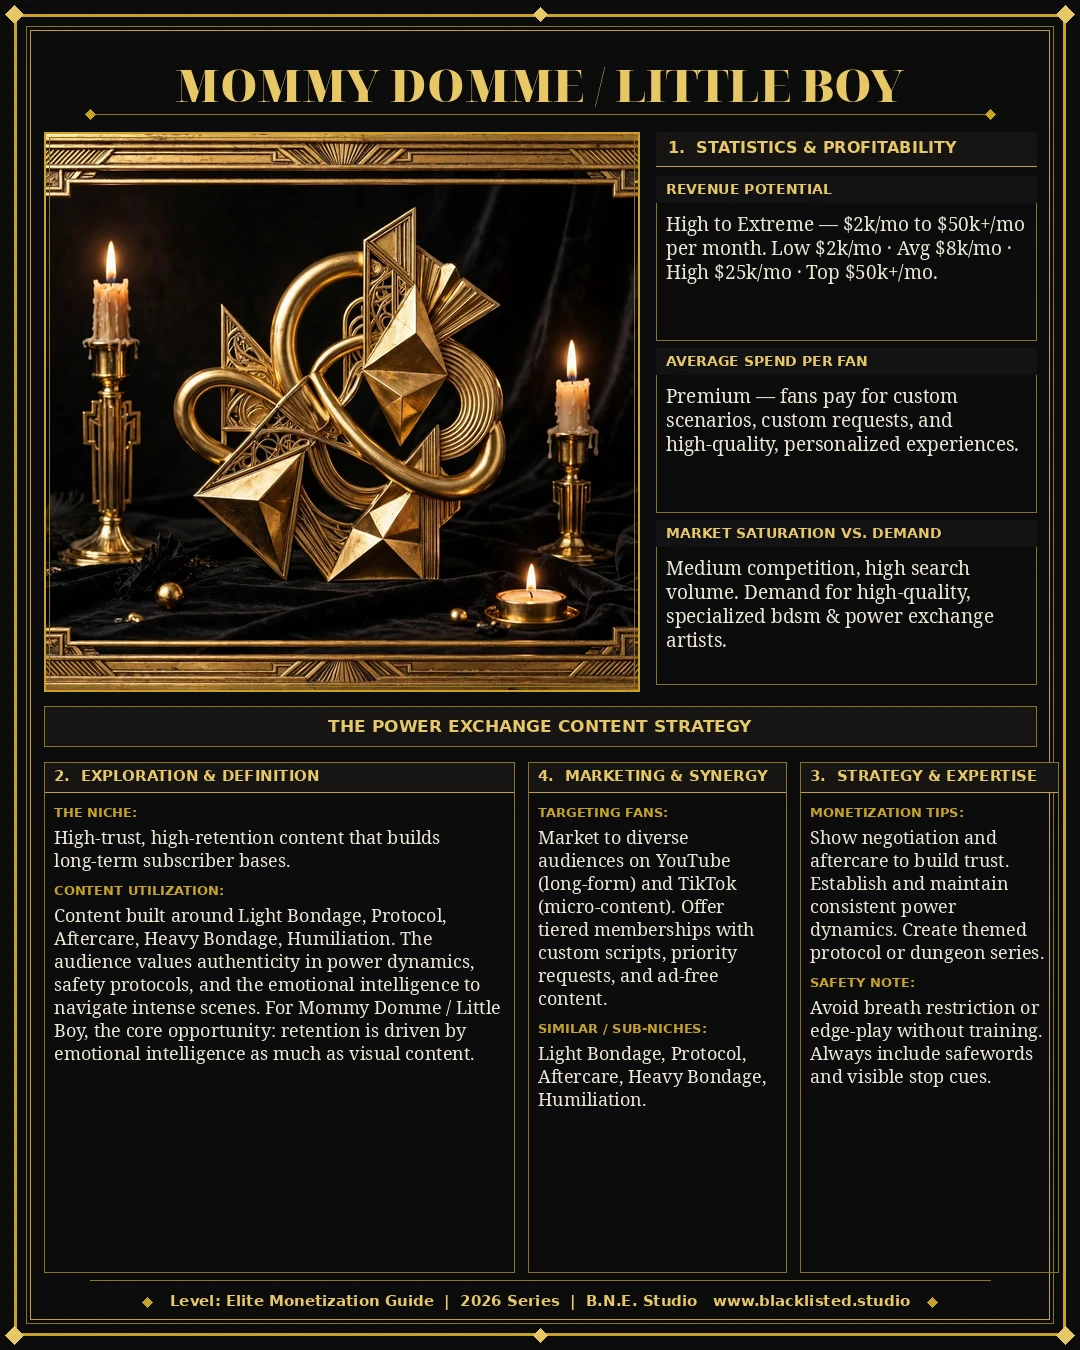 MOMMY DOMME / LITTLE BOY
1. STATISTICS & PROFITABILITY
REVENUE POTENTIAL
High to Extreme — $2k/mo to $50k+/mo
per month. Low $2k/mo · Avg $8k/mo ·
High $25k/mo · Top $50k+/mo.
AVERAGE SPEND PER FAN
Premium — fans pay for custom
scenarios, custom requests, and
high-quality, personalized experiences.
MARKET SATURATION VS. DEMAND
Medium competition, high search
volume. Demand for high-quality,
specialized bdsm & power exchange
artists.
THE POWER EXCHANGE CONTENT STRATEGY
2. EXPLORATION & DEFINITION
THE NICHE:
High-trust, high-retention content that builds
long-term subscriber bases.
CONTENT UTILIZATION:
Content built around Light Bondage, Protocol,
Aftercare, Heavy Bondage, Humiliation. The
audience values authenticity in power dynamics,
safety protocols, and the emotional intelligence to
navigate intense scenes. For Mommy Domme / Little
Boy, the core opportunity: retention is driven by
emotional intelligence as much as visual content.
4. MARKETING & SYNERGY
TARGETING FANS:
Market to diverse
audiences on YouTube
(long-form) and TikTok
(micro-content). Offer
tiered memberships with
custom scripts, priority
requests, and ad-free
content.
SIMILAR / SUB-NICHES:
Light Bondage, Protocol,
Aftercare, Heavy Bondage,
Humiliation.
3. STRATEGY & EXPERTISE
MONETIZATION TIPS:
Show negotiation and
aftercare to build trust.
Establish and maintain
consistent power
dynamics. Create themed
protocol or dungeon series.
SAFETY NOTE:
Avoid breath restriction or
edge-play without training.
Always include safewords
and visible stop cues.
Level: Elite Monetization Guide | 2026 Series | B.N.E. Studio www.blacklisted.studio